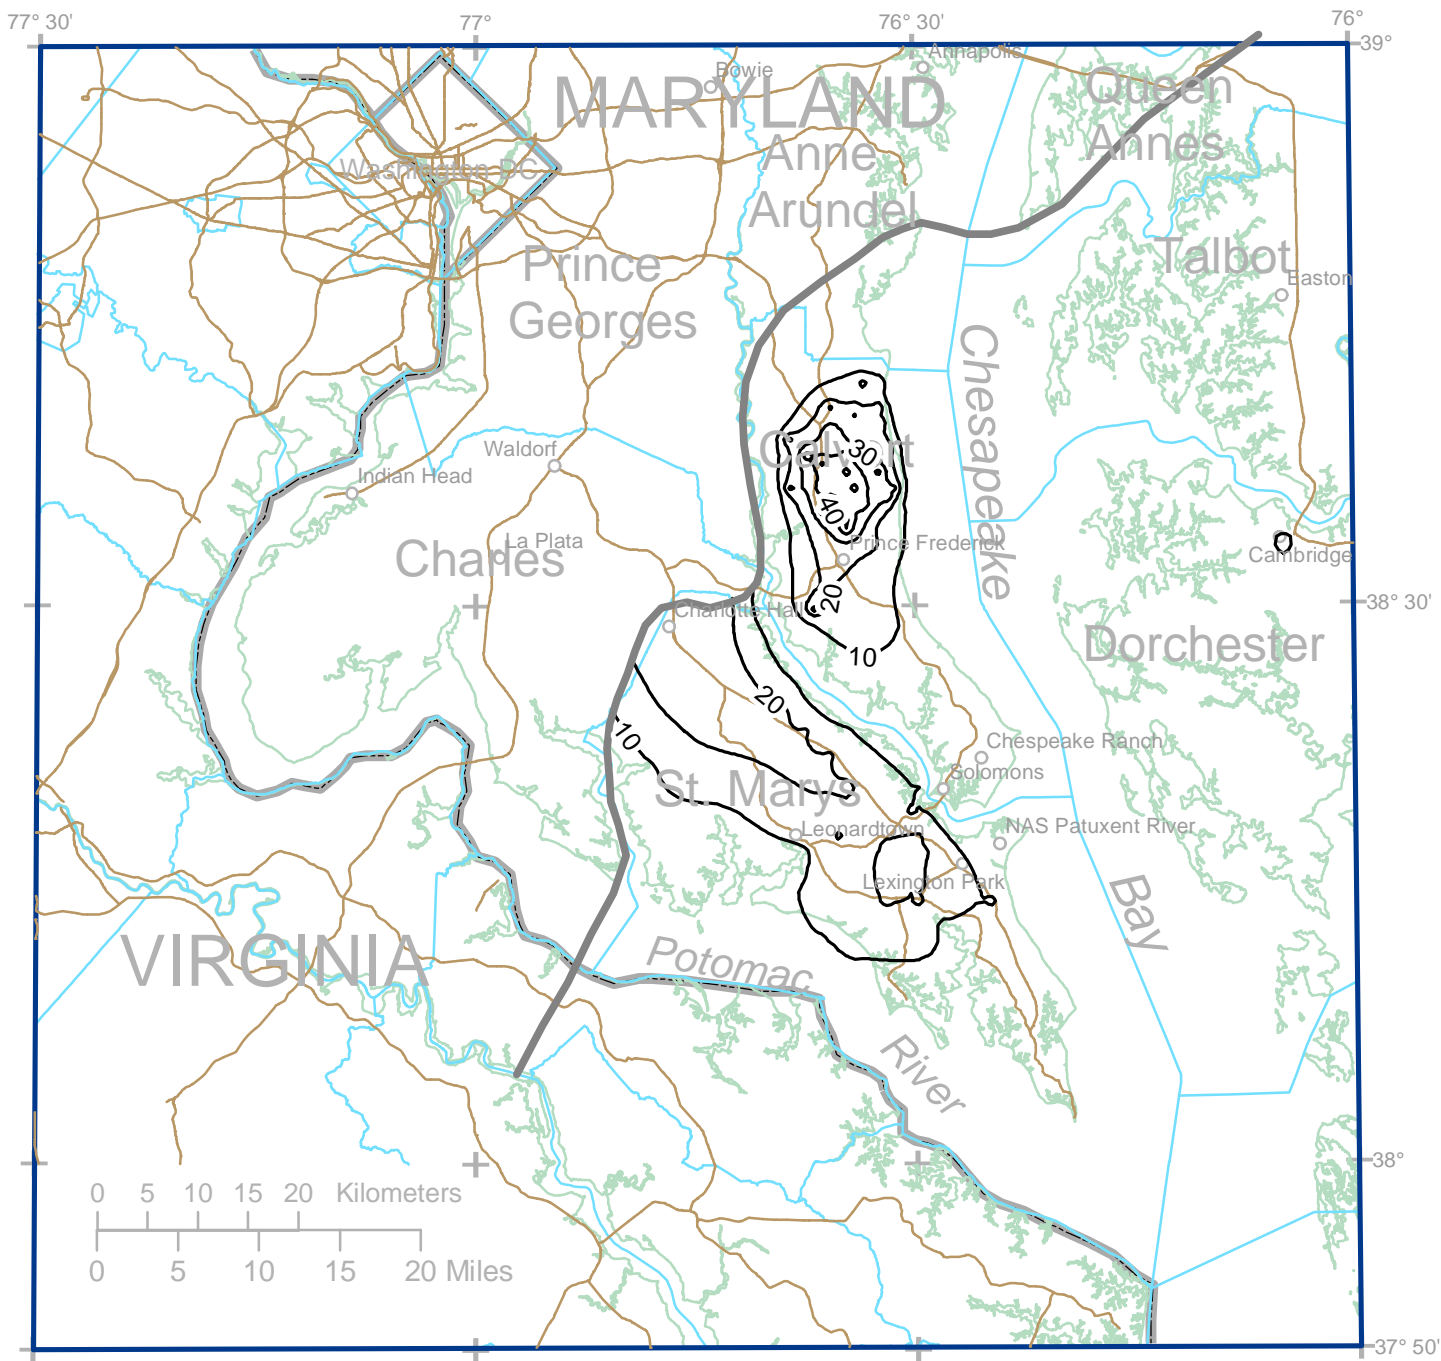 77° 30'
77°
76° 30'
76°
39°
Annapolis
Bowie
MARYLAND
Queen
Annes
Anne
Arundel
Washington DC
Prince
Georges
Talbot
Easton
Chesapeake
Waldorf
Calvert
30
Indian Head
40
La Plata
Charles
Prince Frederick
Cambridge
20
Charlotte Hall
38° 30'
Dorchester
10
20
10
Chespeake Ranch
Solomons
St. Marys
Leonardtown
NAS Patuxent River
Lexington Park
Bay
VIRGINIA
Potomac
River
38°
0 5 10 15 20 Kilometers
0 5 10 15 20 Miles
37° 50'